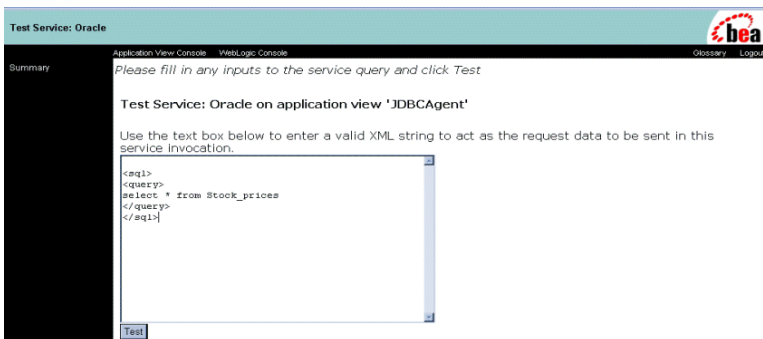 Test Service: Oracle
bea
Application View Console WebLogic Console
Glossary Logout
Summary
Please fill in any inputs to the service query and click Test
Test Service: Oracle on application view 'JDBCAgent'
Use the text box below to enter a valid XML string to act as the request data to be sent in this
service invocation.
<sql>
<query>
select * from Stock_prices
</query>
</sql>
Test